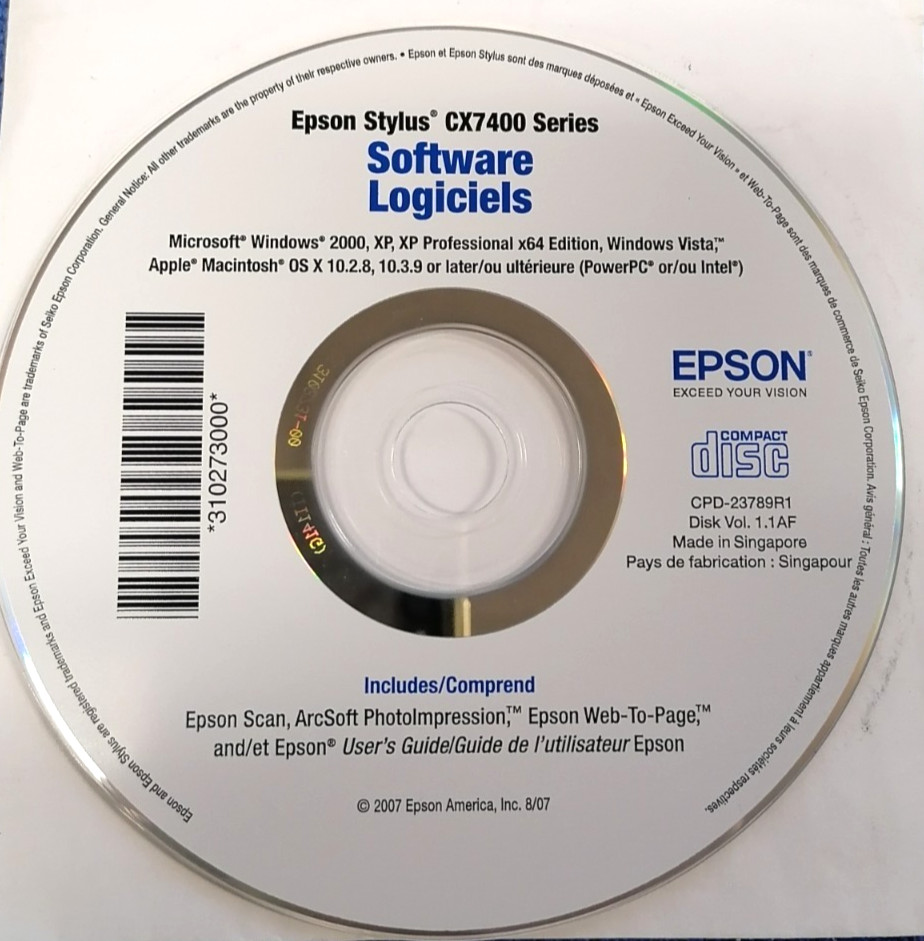 Epson and Epson Stylus are registered trademarks and Epson Exceed Your Vision and Web-To-Page are trademarks of Seiko Epson Corporation. General Notice: All other trademarks are the property of their respective owners. • Epson et Epson Stylus sont des marques déposées et « Epson Exceed Your Vision » et Web-To-Page sont des marques de commerce de Seiko Epson Corporation. Avis général : Toutes les autres marques appartiennent à leurs sociétés respectives.
Epson Stylus® CX7400 Series
Software
Logiciels
Microsoft® Windows® 2000, XP, XP Professional x64 Edition, Windows Vista,™
Apple® Macintosh® OS X 10.2.8, 10.3.9 or later/ou ultérieure (PowerPC® or/ou Intel®)
*310273000*
EPSON®
EXCEED YOUR VISION
COMPACT
disc
CPD-23789R1
Disk Vol. 1.1AF
Made in Singapore
Pays de fabrication : Singapour
Includes/Comprend
Epson Scan, ArcSoft PhotoImpression,™ Epson Web-To-Page,™
and/et Epson® User's Guide/Guide de l'utilisateur Epson
© 2007 Epson America, Inc. 8/07